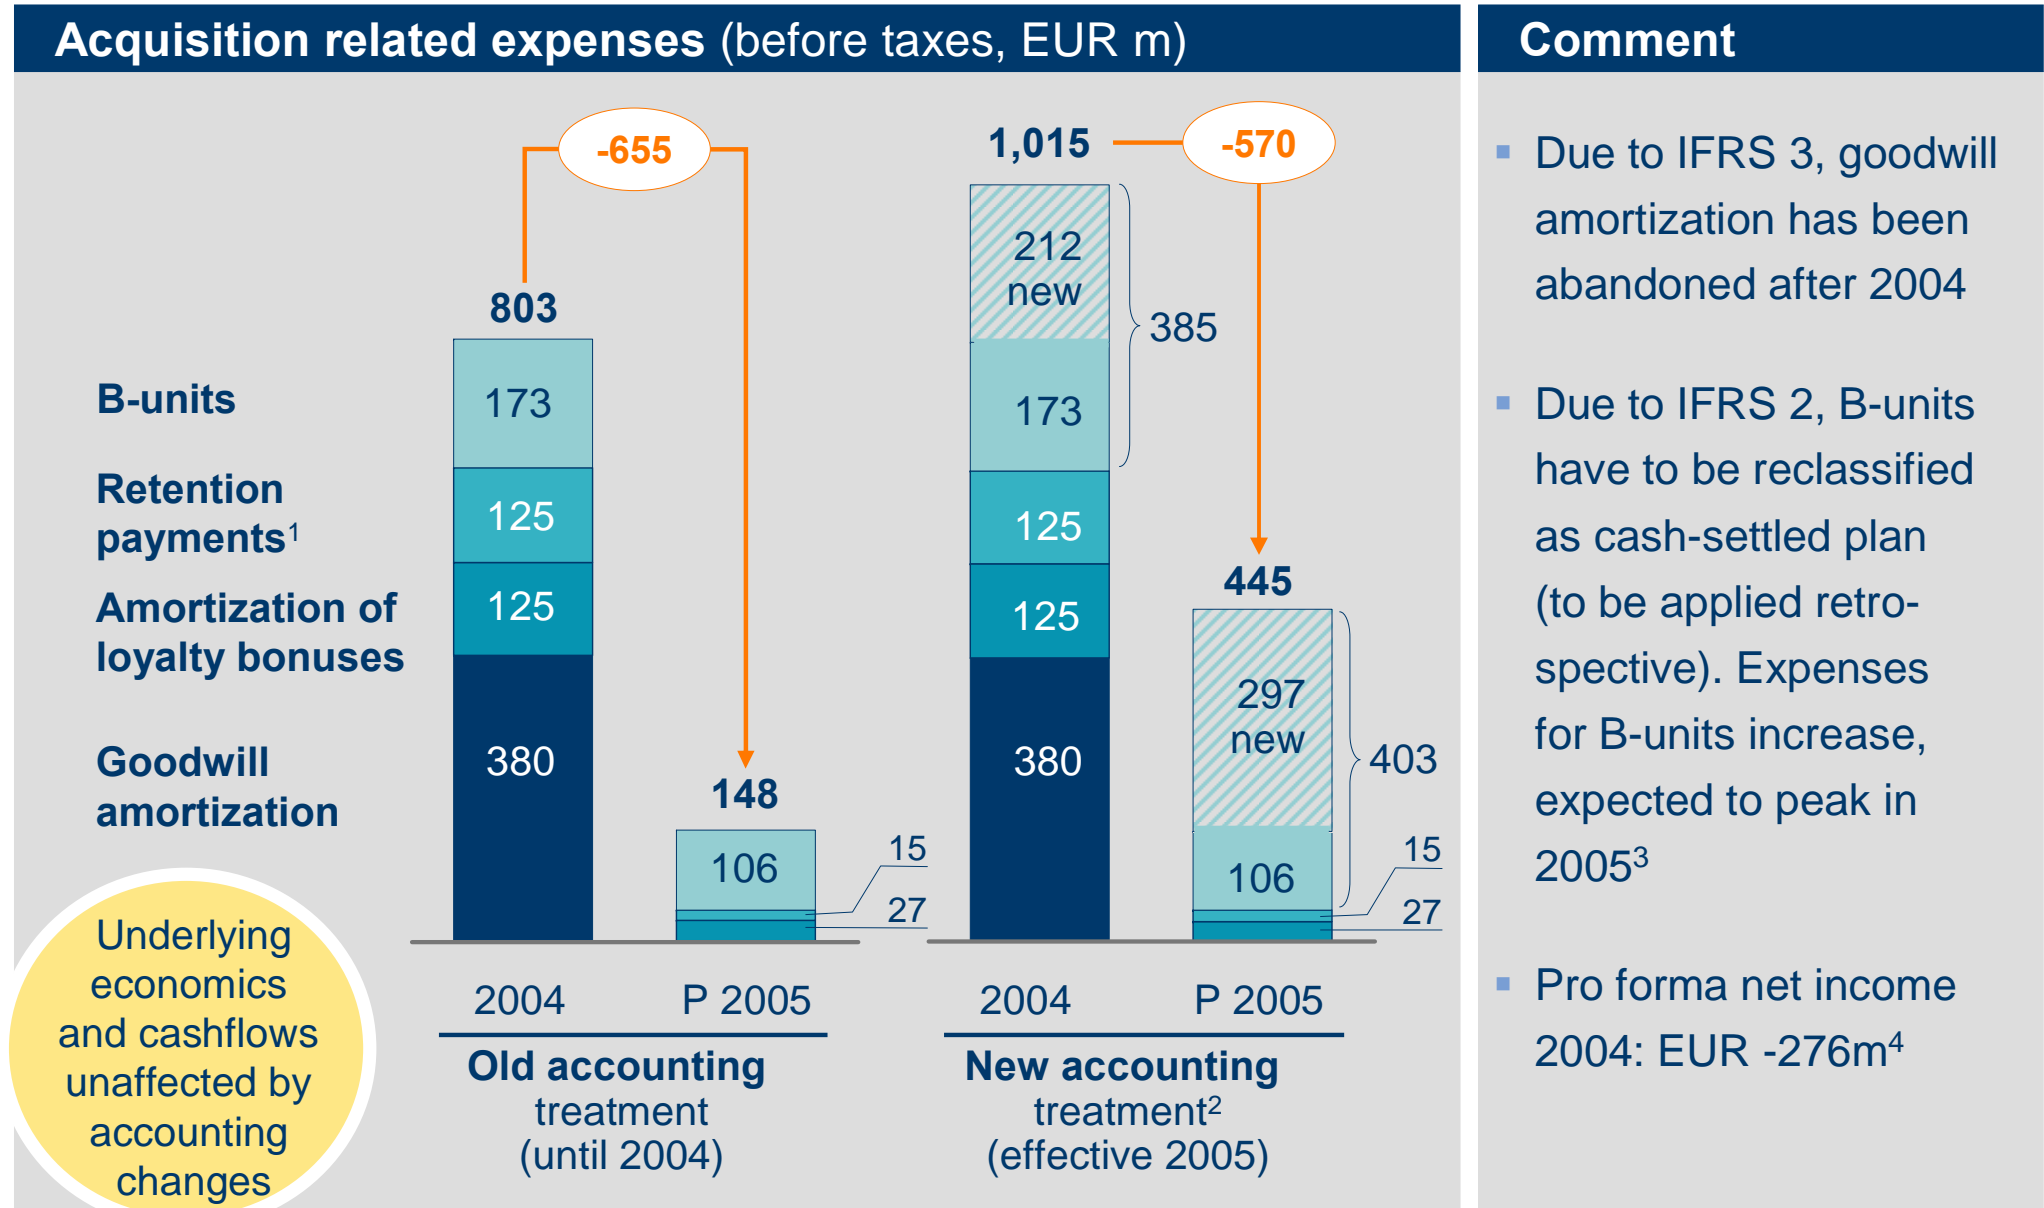 Acquisition related expenses (before taxes, EUR m)
-655
803
B-units
Retention
payments¹
Amortization of
loyalty bonuses
Goodwill
amortization
173
125
125
380
148
106
15
27
1,015
-570
212
new
385
173
125
125
380
445
297
new
403
106
15
27
2004
P 2005
2004
P 2005
Old accounting
treatment
(until 2004)
New accounting
treatment²
(effective 2005)
Underlying
economics
and cashflows
unaffected by
accounting
changes
Comment
▪ Due to IFRS 3, goodwill
amortization has been
abandoned after 2004
▪ Due to IFRS 2, B-units
have to be reclassified
as cash-settled plan
(to be applied retro-
spective). Expenses
for B-units increase,
expected to peak in
2005³
▪ Pro forma net income
2004: EUR -276m⁴